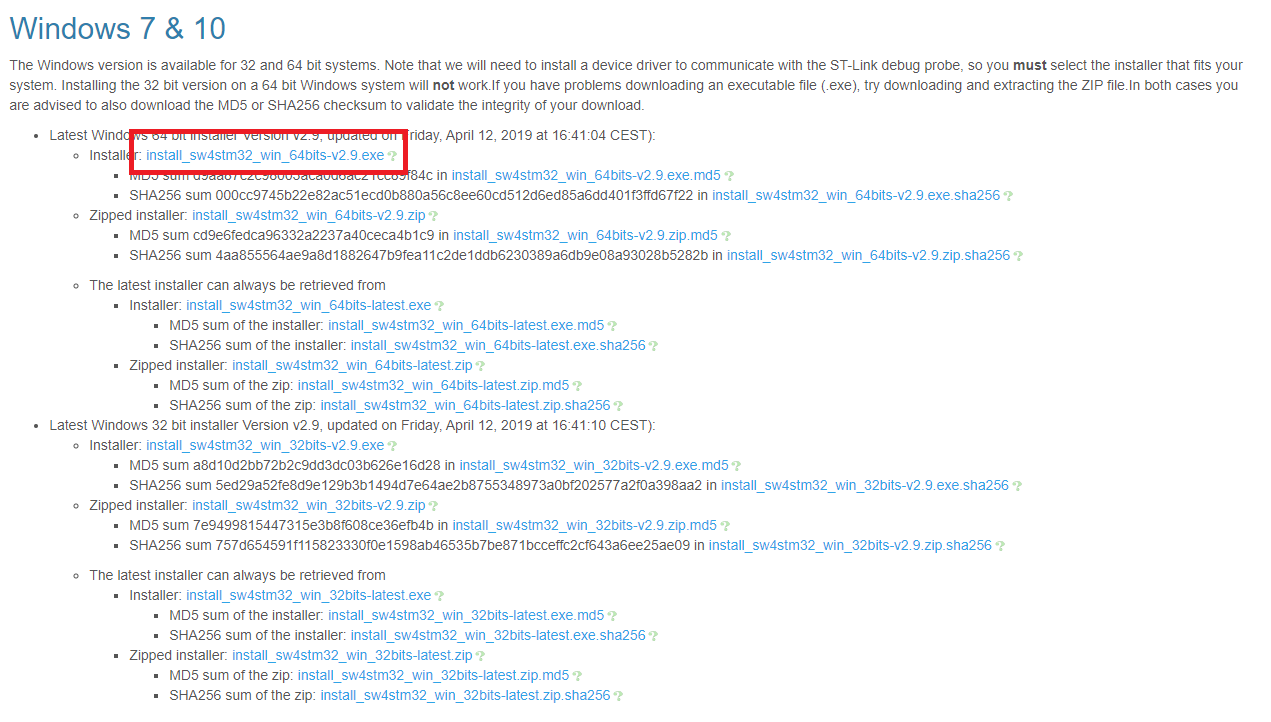 Windows 7 & 10
The Windows version is available for 32 and 64 bit systems. Note that we will need to install a device driver to communicate with the ST-Link debug probe, so you must select the installer that fits your
system. Installing the 32 bit version on a 64 bit Windows system will not work.If you have problems downloading an executable file (.exe), try downloading and extracting the ZIP file.In both cases you
are advised to also download the MD5 or SHA256 checksum to validate the integrity of your download.
Latest Windows 64 bit installer Version v2.9, updated on Friday, April 12, 2019 at 16:41:04 CEST):
Installer: install_sw4stm32_win_64bits-v2.9.exe
MD5 sum in install_sw4stm32_win_64bits-v2.9.exe.md5
SHA256 sum 000cc9745b22e82ac51ecd0b880a56c8ee60cd512d6ed85a6dd401f3ffd67f22 in install_sw4stm32_win_64bits-v2.9.exe.sha256
Zipped installer: install_sw4stm32_win_64bits-v2.9.zip
MD5 sum cd9e6fedca96332a2237a40ceca4b1c9 in install_sw4stm32_win_64bits-v2.9.zip.md5
SHA256 sum 4aa855564ae9a8d1882647b9fea11c2de1ddb6230389a6db9e08a93028b5282b in install_sw4stm32_win_64bits-v2.9.zip.sha256
The latest installer can always be retrieved from
Installer: install_sw4stm32_win_64bits-latest.exe
MD5 sum of the installer: install_sw4stm32_win_64bits-latest.exe.md5
SHA256 sum of the installer: install_sw4stm32_win_64bits-latest.exe.sha256
Zipped installer: install_sw4stm32_win_64bits-latest.zip
MD5 sum of the zip: install_sw4stm32_win_64bits-latest.zip.md5
SHA256 sum of the zip: install_sw4stm32_win_64bits-latest.zip.sha256
Latest Windows 32 bit installer Version v2.9, updated on Friday, April 12, 2019 at 16:41:10 CEST):
Installer: install_sw4stm32_win_32bits-v2.9.exe
MD5 sum a8d10d2bb72b2c9dd3dc03b626e16d28 in install_sw4stm32_win_32bits-v2.9.exe.md5
SHA256 sum 5ed29a52fe8d9e129b3b1494d7e64ae2b8755348973a0bf202577a2f0a398aa2 in install_sw4stm32_win_32bits-v2.9.exe.sha256
Zipped installer: install_sw4stm32_win_32bits-v2.9.zip
MD5 sum 7e9499815447315e3b8f608ce36efb4b in install_sw4stm32_win_32bits-v2.9.zip.md5
SHA256 sum 757d654591f115823330f0e1598ab46535b7be871bcceffc2cf643a6ee25ae09 in install_sw4stm32_win_32bits-v2.9.zip.sha256
The latest installer can always be retrieved from
Installer: install_sw4stm32_win_32bits-latest.exe
MD5 sum of the installer: install_sw4stm32_win_32bits-latest.exe.md5
SHA256 sum of the installer: install_sw4stm32_win_32bits-latest.exe.sha256
Zipped installer: install_sw4stm32_win_32bits-latest.zip
MD5 sum of the zip: install_sw4stm32_win_32bits-latest.zip.md5
SHA256 sum of the zip: install_sw4stm32_win_32bits-latest.zip.sha256